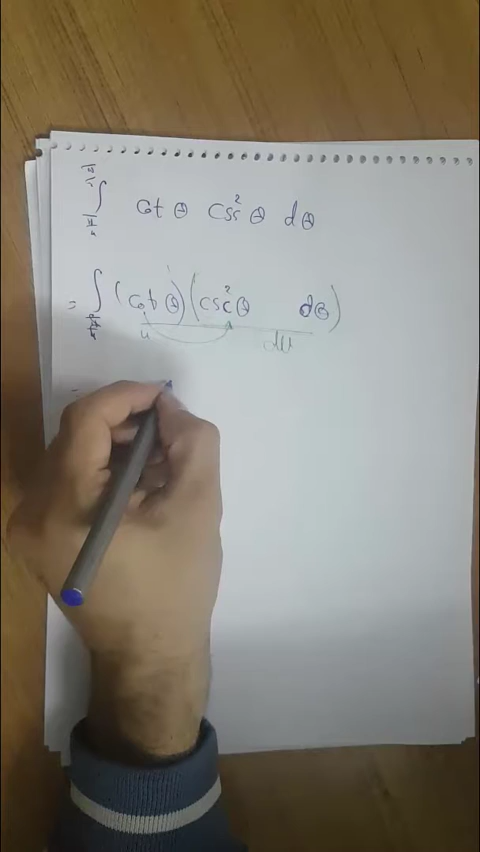 ∫ cot θ csc² θ dθ
= ∫ (cot θ) (csc² θ dθ)
u du
=